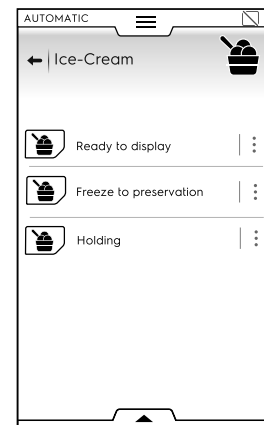 AUTOMATIC
Ice-Cream
Ready to display
Freeze to preservation
Holding